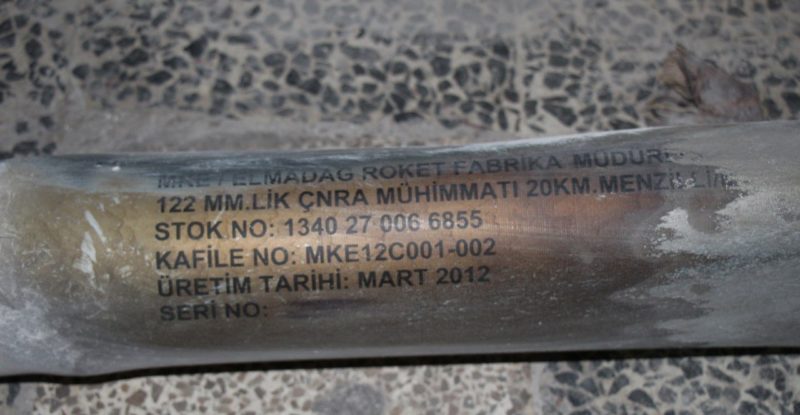 MKE / ELMADAĞ ROKET FABRİKA
122 MM.LİK ÇNRA MÜHİMMATI 20KM.
STOK NO: 1340 27 006 6855
KAFİLE NO: MKE12C001-002
ÜRETİM TARİHİ: MART 2012
SERİ NO: